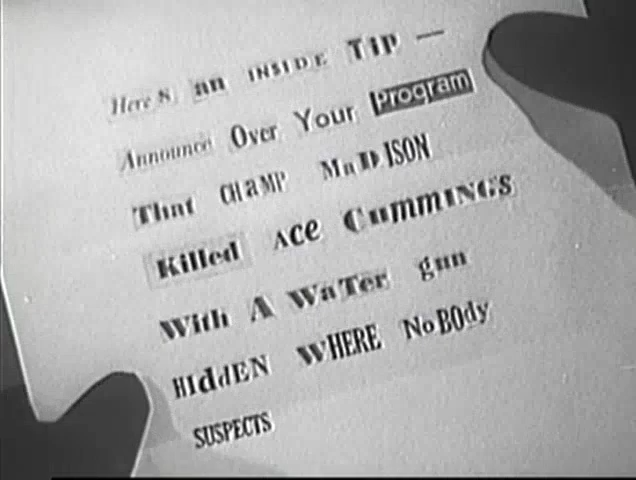 Here s an INSIDE Tip —
Announce Over Your Program
That CHaMP MaDISON
Killed Ace CummINGS
With A WaTer gun
HIddEN WHERE NoBOdy
SUSPECTS